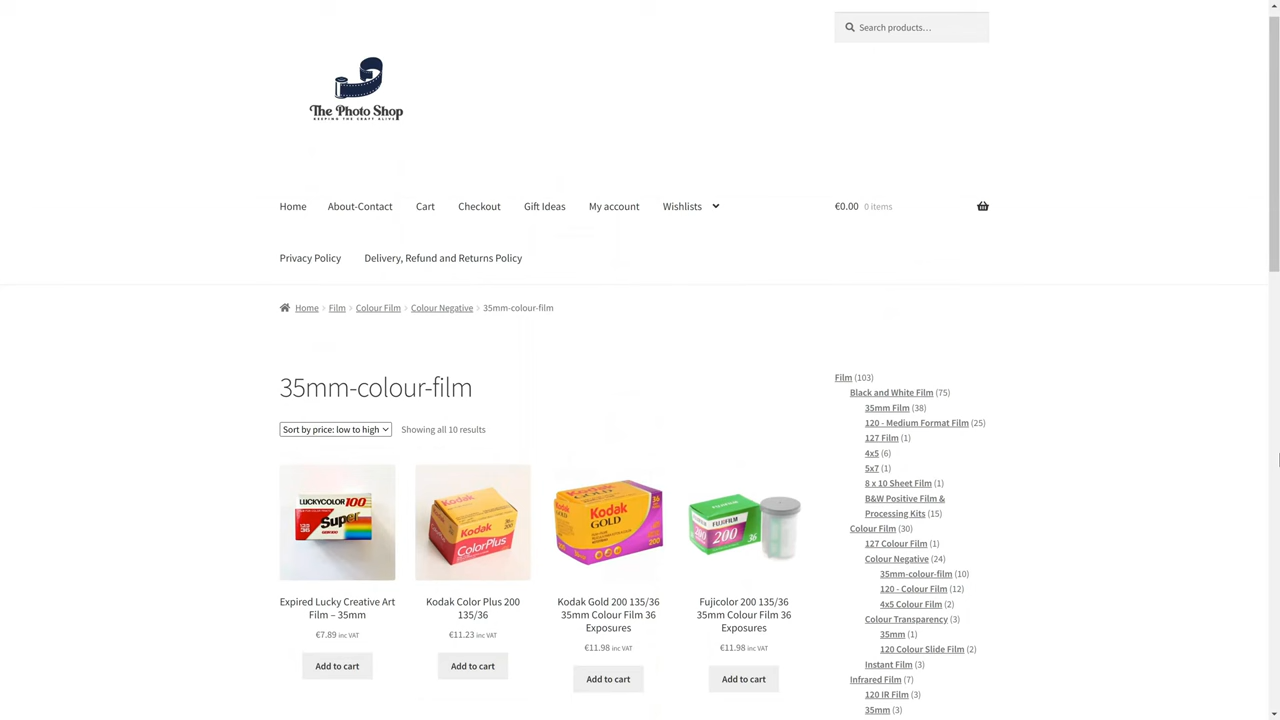 Search products…
The Photo Shop
KEEPING THE CRAFT ALIVE
Home
About-Contact
Cart
Checkout
Gift Ideas
My account
Wishlists
€0.00 0 items
Privacy Policy
Delivery, Refund and Returns Policy
Home
Film
Colour Film
Colour Negative
35mm-colour-film
35mm-colour-film
Sort by price: low to high
Showing all 10 results
LUCKYCOLOR 100
Super
Kodak
ColorPlus
Kodak
GOLD
36
200
FUJIFILM
200
36
Expired Lucky Creative Art
Film – 35mm
€7.89 inc VAT
Add to cart
Kodak Color Plus 200
135/36
€11.23 inc VAT
Add to cart
Kodak Gold 200 135/36
35mm Colour Film 36
Exposures
€11.98 inc VAT
Add to cart
Fujicolor 200 135/36
35mm Colour Film 36
Exposures
€11.98 inc VAT
Add to cart
Film (103)
Black and White Film (75)
35mm Film (38)
120 - Medium Format Film (25)
127 Film (1)
4x5 (6)
5x7 (1)
8 x 10 Sheet Film (1)
B&W Positive Film &
Processing Kits (15)
Colour Film (30)
127 Colour Film (1)
Colour Negative (24)
35mm-colour-film (10)
120 - Colour Film (12)
4x5 Colour Film (2)
Colour Transparency (3)
35mm (1)
120 Colour Slide Film (2)
Instant Film (3)
Infrared Film (7)
120 IR Film (3)
35mm (3)